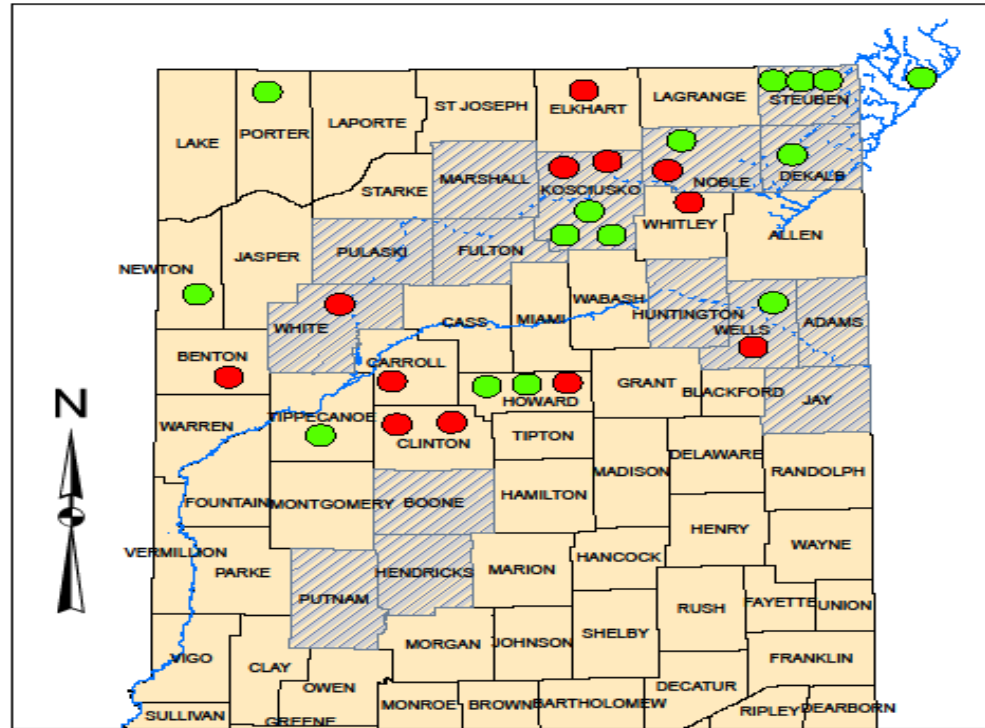 ST JOSEPH
ELKHART
LAGRANGE
STEUBEN
PORTER
LAPORTE
LAKE
STARKE
MARSHALL
KOSCIUSKO
NOBLE
DEKALB
WHITLEY
ALLEN
NEWTON
JASPER
PULASKI
FULTON
WHITE
CASS
MIAMI
WABASH
HUNTINGTON
WELLS
ADAMS
BENTON
CARROLL
HOWARD
GRANT
BLACKFORD
JAY
N
WARREN
TIPPECANOE
CLINTON
TIPTON
MADISON
DELAWARE
RANDOLPH
FOUNTAIN
MONTGOMERY
BOONE
HAMILTON
HENRY
WAYNE
VERMILLION
PARKE
HENDRICKS
MARION
HANCOCK
PUTNAM
RUSH
FAYETTE
UNION
VIGO
CLAY
MORGAN
JOHNSON
SHELBY
FRANKLIN
OWEN
DECATUR
SULLIVAN
GREENE
MONROE
BROWN
BARTHOLOMEW
RIPLEY
DEARBORN